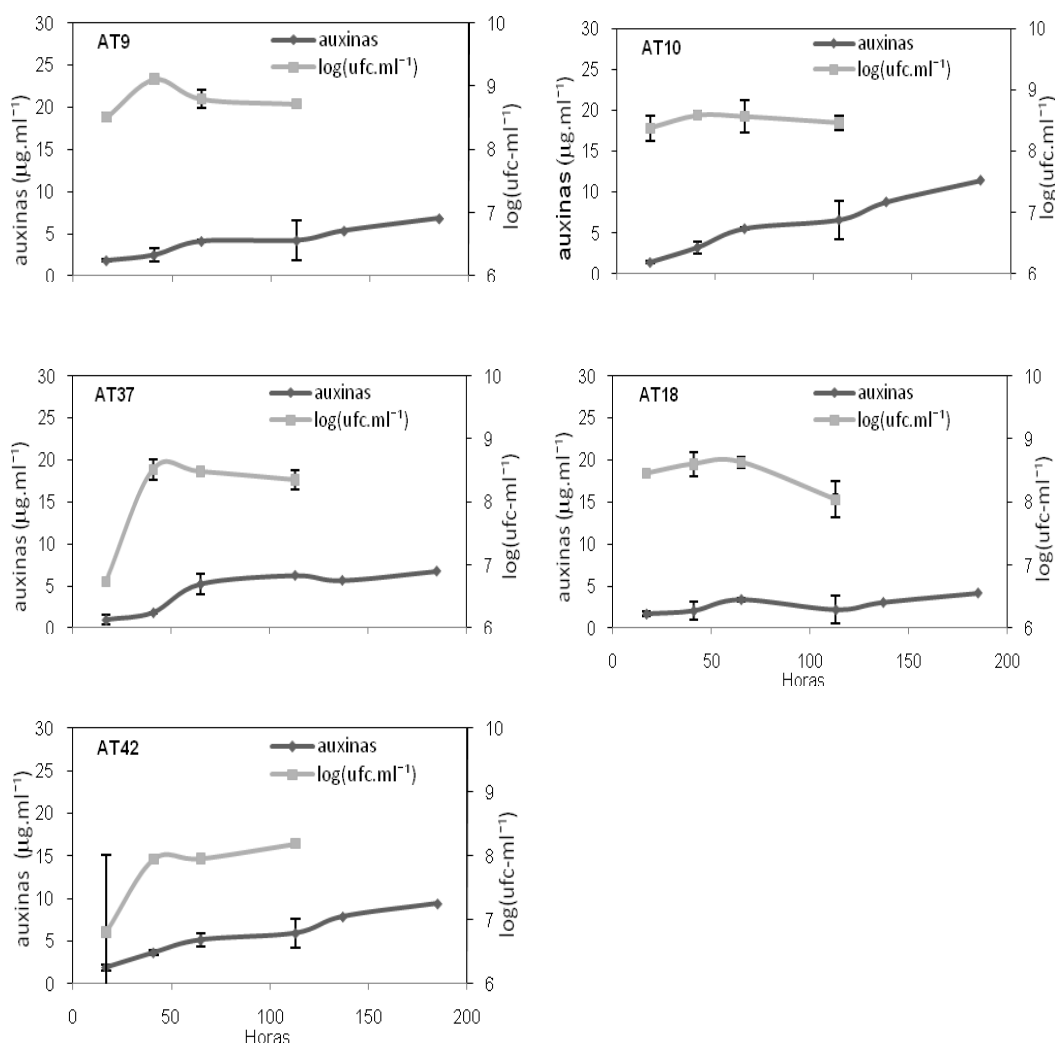 AT9
auxinas
log(ufc.ml⁻¹)
30
25
20
15
10
5
0
10
9
8
7
6
auxinas (µg.ml⁻¹)
log(ufc-ml⁻¹)
AT10
auxinas
log(ufc.ml⁻¹)
30
25
20
15
10
5
0
10
9
8
7
6
auxinas (µg.ml⁻¹)
log(ufc.ml⁻¹)
AT37
auxinas
log(ufc.ml⁻¹)
30
25
20
15
10
5
0
10
9
8
7
6
auxinas (µg.ml⁻¹)
log(ufc-ml⁻¹)
AT18
auxinas
log(ufc.ml⁻¹)
30
25
20
15
10
5
0
10
9
8
7
6
auxinas (µg.ml⁻¹)
log(ufc-ml⁻¹)
0 50 100 150 200
Horas
AT42
auxinas
log(ufc.ml⁻¹)
30
25
20
15
10
5
0
10
9
8
7
6
auxinas (µg.ml⁻¹)
log(ufc-ml⁻¹)
0 50 100 150 200
Horas